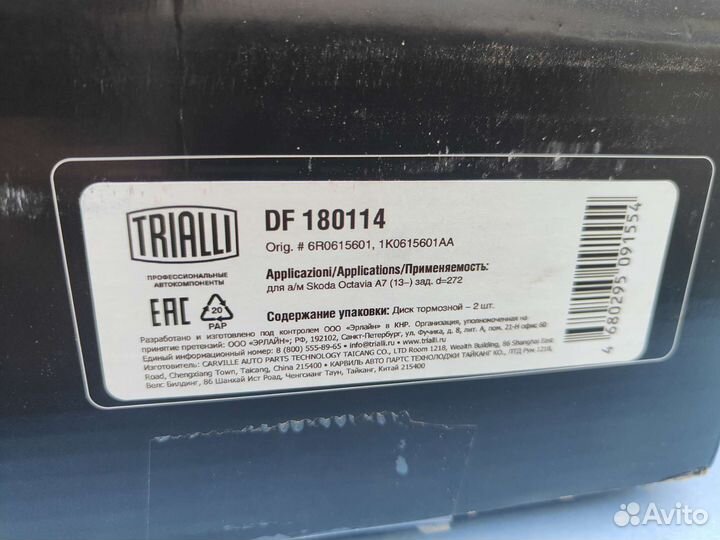 TRIALLI
ПРОФЕССИОНАЛЬНЫЕ
АВТОКОМПОНЕНТЫ
EAC
20
PAP
DF 180114
Orig. # 6R0615601, 1K0615601AA
Applicazioni/Applications/Применяемость:
для а/м Skoda Octavia A7 (13–) зад. d=272
Содержание упаковки: Диск тормозной – 2 шт.
Разработано и изготовлено под контролем ООО «Эрлайн» в КНР. Организация, уполномоченная на
принятие претензий: ООО «ЭРЛАЙН»; РФ, 192102, Санкт-Петербург, ул. Фучика, д. 8, лит. А, пом. 21-Н офис 60
Единый информационный номер: 8 (800) 555-89-65 • info@trialli.ru • www.trialli.ru
Manufacturer: CARVILLE AUTO PARTS TECHNOLOGY TAICANG CO., LTD Room 1218, Wealth Building, 86 Shanghai East
Road, Chengxiang Town, Taicang, China 215400 • КАРВИЛЬ АВТО ПАРТС ТЕХНОЛОДЖИ ТАЙКАНГ КО., ЛТД Рум 1218,
Велс Билдинг, 86 Шанхай Ист Роад, Ченгсианг Таун, Тайканг, Китай 215400
4 680295 091554
Avito